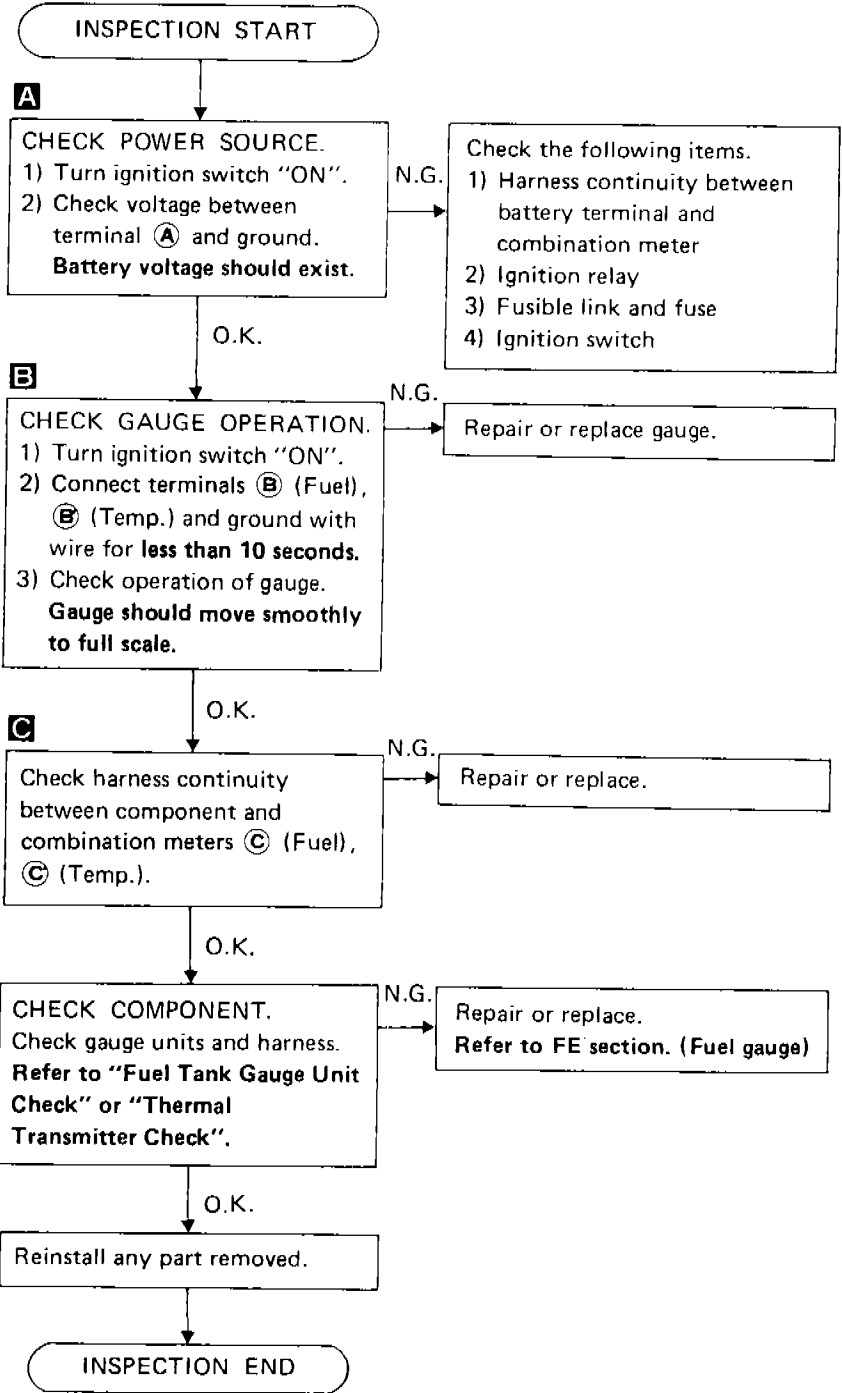 INSPECTION START
A
CHECK POWER SOURCE.
1) Turn ignition switch "ON".
2) Check voltage between
terminal Ⓐ and ground.
Battery voltage should exist.
N.G.
Check the following items.
1) Harness continuity between
battery terminal and
combination meter
2) Ignition relay
3) Fusible link and fuse
4) Ignition switch
O.K.
B
CHECK GAUGE OPERATION.
1) Turn ignition switch "ON".
2) Connect terminals Ⓑ (Fuel),
Ⓑ' (Temp.) and ground with
wire for less than 10 seconds.
3) Check operation of gauge.
Gauge should move smoothly
to full scale.
N.G.
Repair or replace gauge.
O.K.
C
Check harness continuity
between component and
combination meters Ⓒ (Fuel),
Ⓒ' (Temp.).
N.G.
Repair or replace.
O.K.
CHECK COMPONENT.
Check gauge units and harness.
Refer to "Fuel Tank Gauge Unit
Check" or "Thermal
Transmitter Check".
N.G.
Repair or replace.
Refer to FE section. (Fuel gauge)
O.K.
Reinstall any part removed.
INSPECTION END